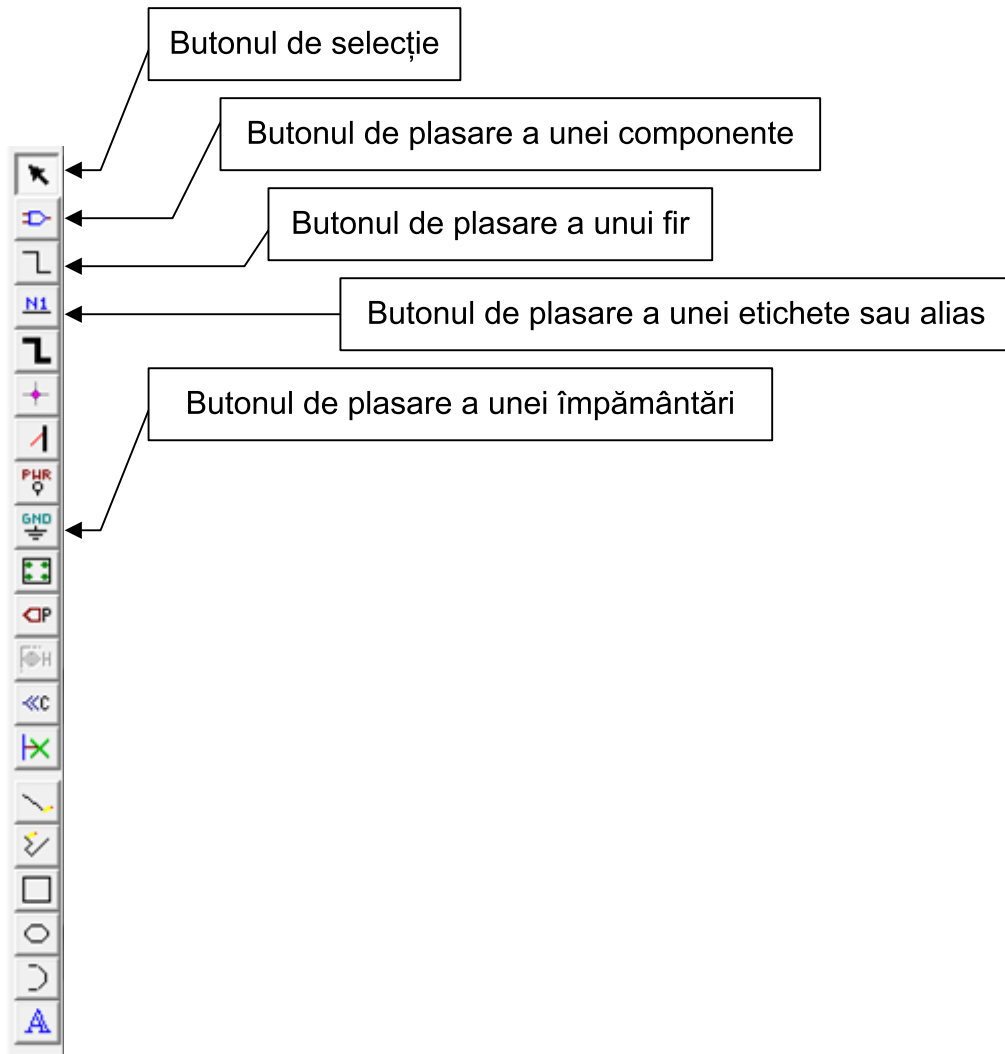 Butonul de selecție
Butonul de plasare a unei componente
Butonul de plasare a unui fir
N1
Butonul de plasare a unei etichete sau alias
Butonul de plasare a unei împământări
PWR
GND
P
H
C
A